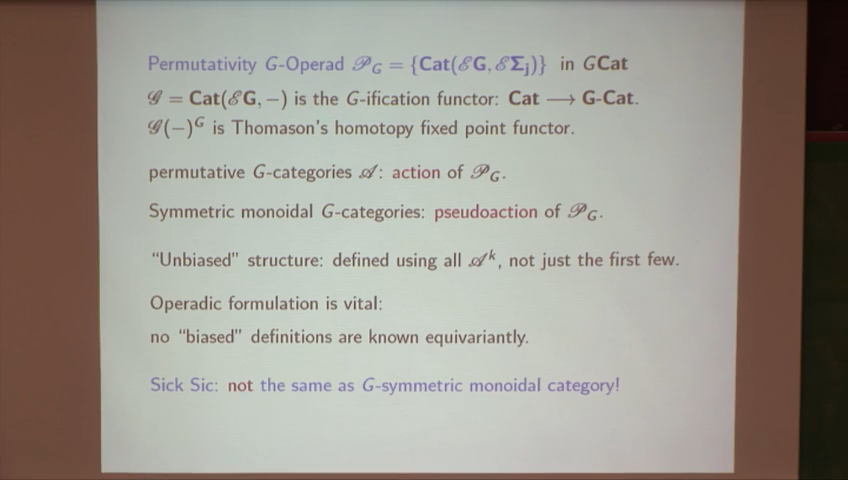 Permutativity G-Operad 𝒫_G = {Cat(ℰG, ℰΣ_j)} in GCat
𝒢 = Cat(ℰG, −) is the G-ification functor: Cat ⟶ G-Cat.
𝒢(−)^G is Thomason's homotopy fixed point functor.
permutative G-categories 𝒜: action of 𝒫_G.
Symmetric monoidal G-categories: pseudoaction of 𝒫_G.
“Unbiased” structure: defined using all 𝒜^k, not just the first few.
Operadic formulation is vital:
no “biased” definitions are known equivariantly.
Sick Sic: not the same as G-symmetric monoidal category!